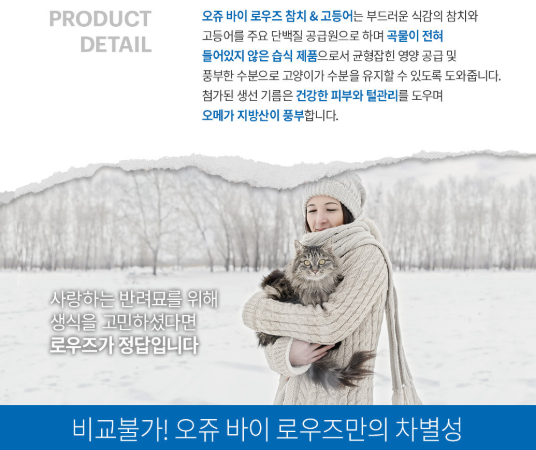 PRODUCT
DETAIL
오쥬 바이 로우즈 참치 & 고등어는 부드러운 식감의 참치와
고등어를 주요 단백질 공급원으로 하며 곡물이 전혀
들어있지 않은 습식 제품으로서 균형잡힌 영양 공급 및
풍부한 수분으로 고양이가 수분을 유지할 수 있도록 도와줍니다.
첨가된 생선 기름은 건강한 피부와 털관리를 도우며
오메가 지방산이 풍부합니다.
사랑하는 반려묘를 위해
생식을 고민하셨다면
로우즈가 정답입니다
비교불가! 오쥬 바이 로우즈만의 차별성